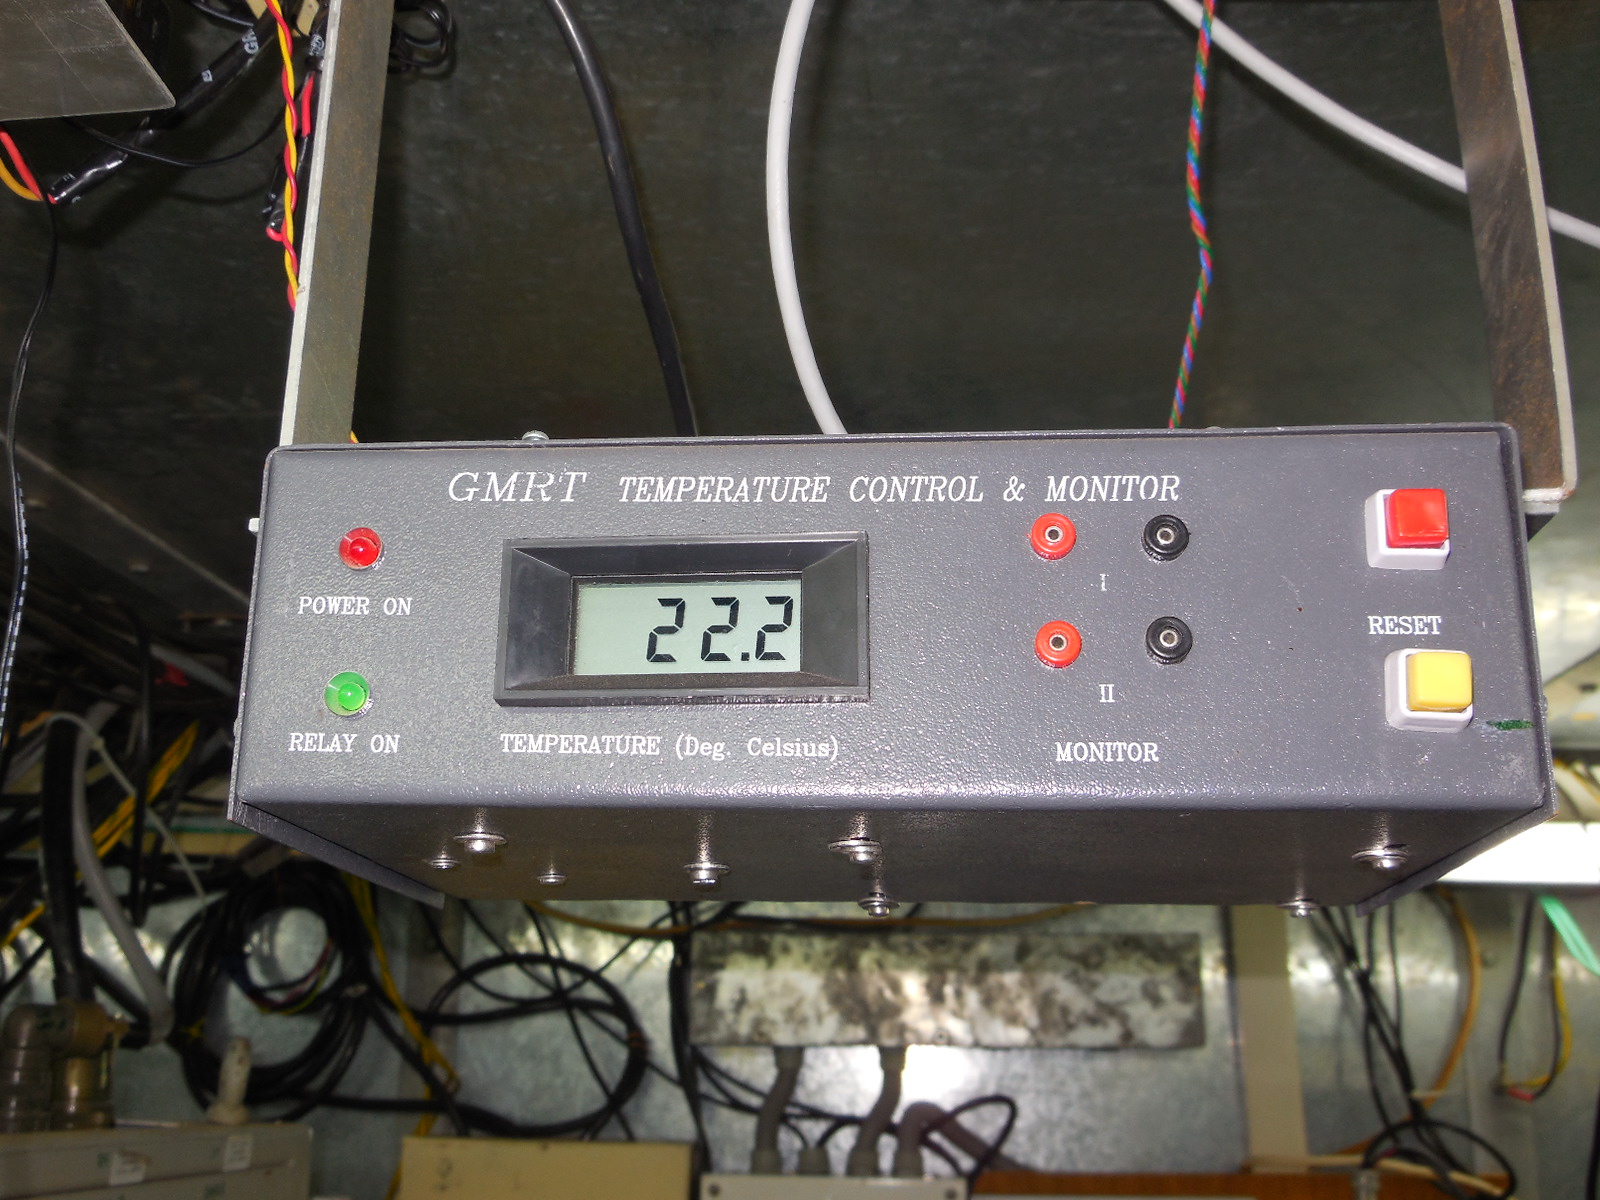 GMRT TEMPERATURE CONTROL & MONITOR
POWER ON
22.2
I
RESET
II
RELAY ON
TEMPERATURE (Deg. Celsius)
MONITOR